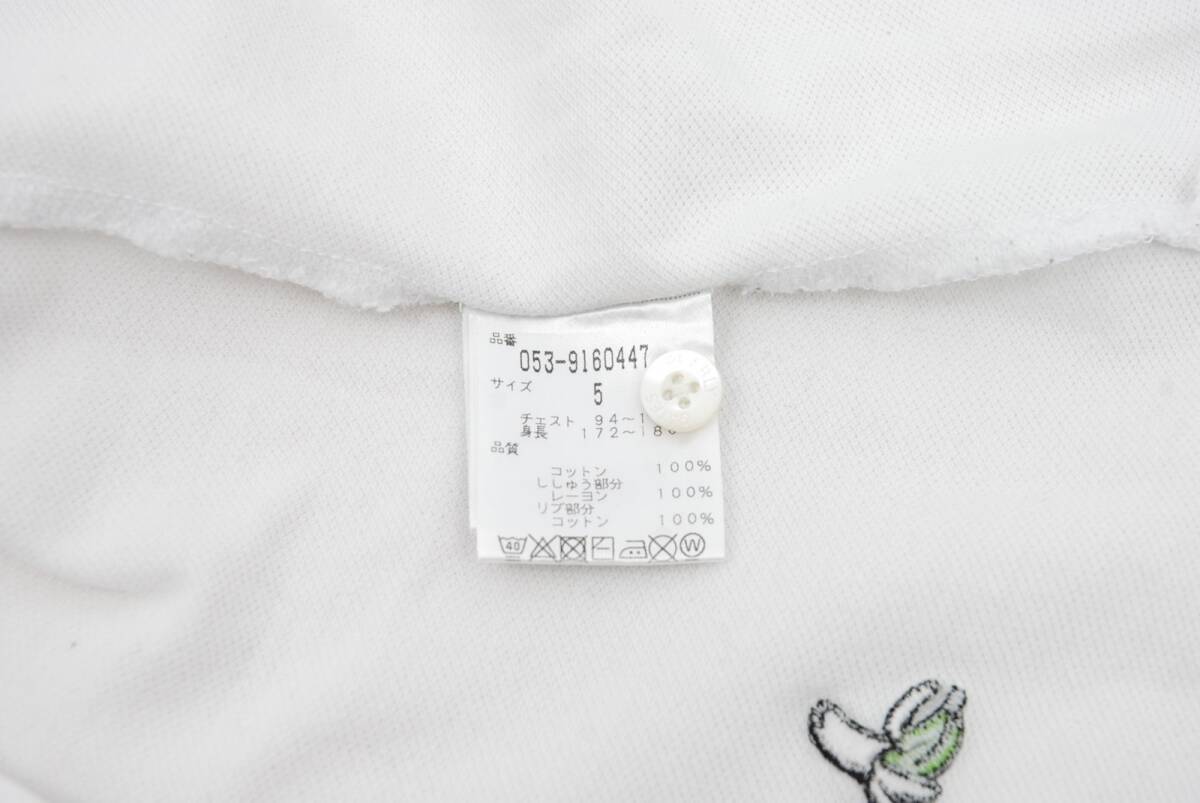 品番
053-9160447
サイズ
5
チェスト 94~1
身長 172~18
品質
コットン 100%
ししゅう部分
レーヨン 100%
リブ部分
コットン 100%
40
W